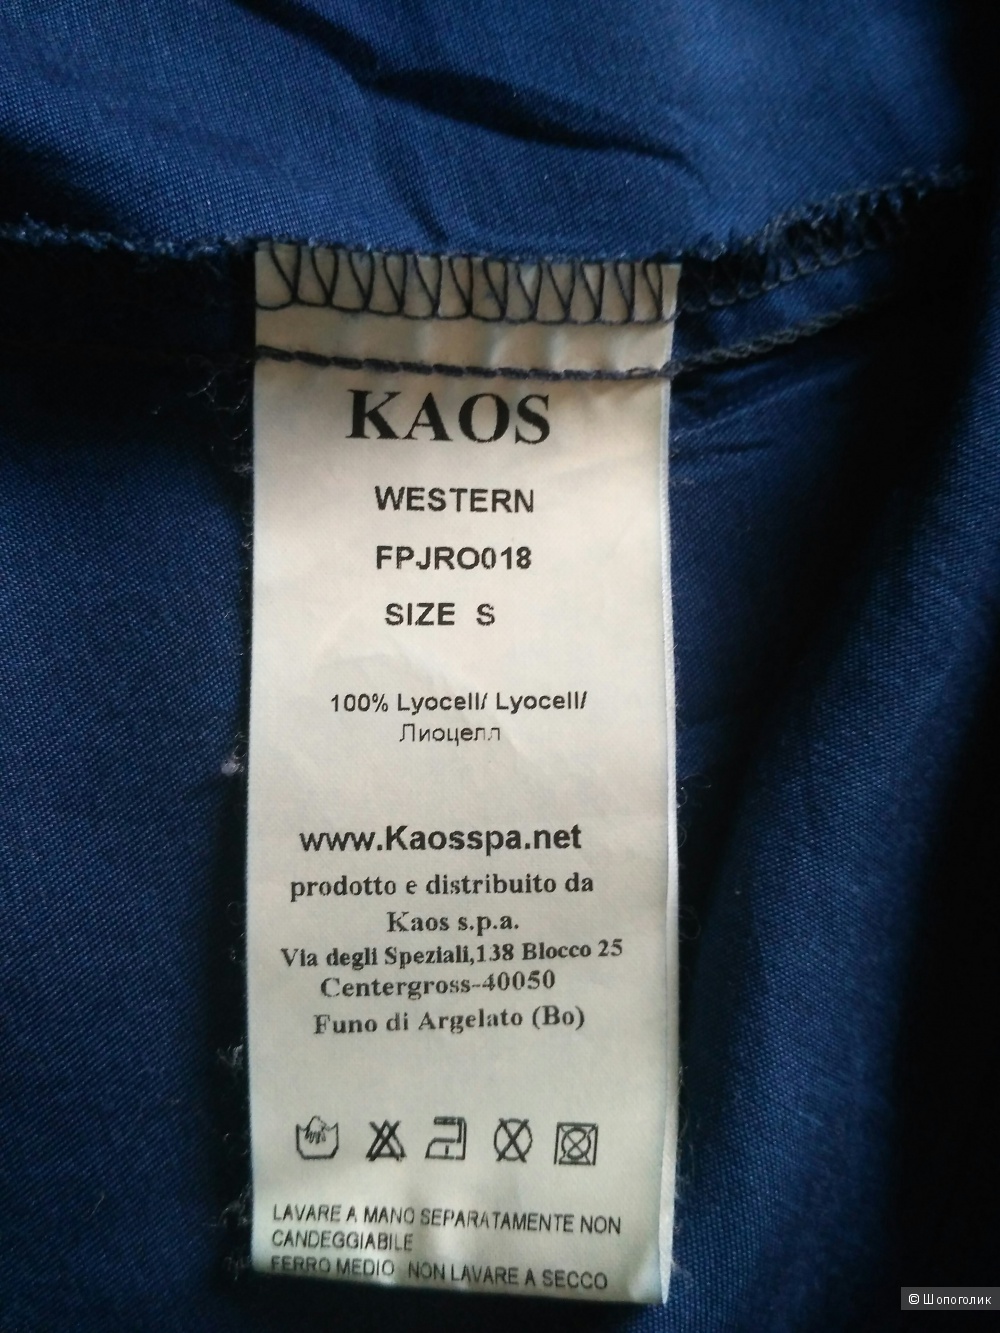 KAOS
WESTERN
FPJRO018
SIZE S
100% Lyocell/ Lyocell/
Лиоцелл
www.Kaosspa.net
prodotto e distribuito da
Kaos s.p.a.
Via degli Speziali,138 Blocco 25
Centergross-40050
Funo di Argelato (Bo)
LAVARE A MANO SEPARATAMENTE NON
CANDEGGIABILE
FERRO MEDIO NON LAVARE A SECCO
© Шопоголик